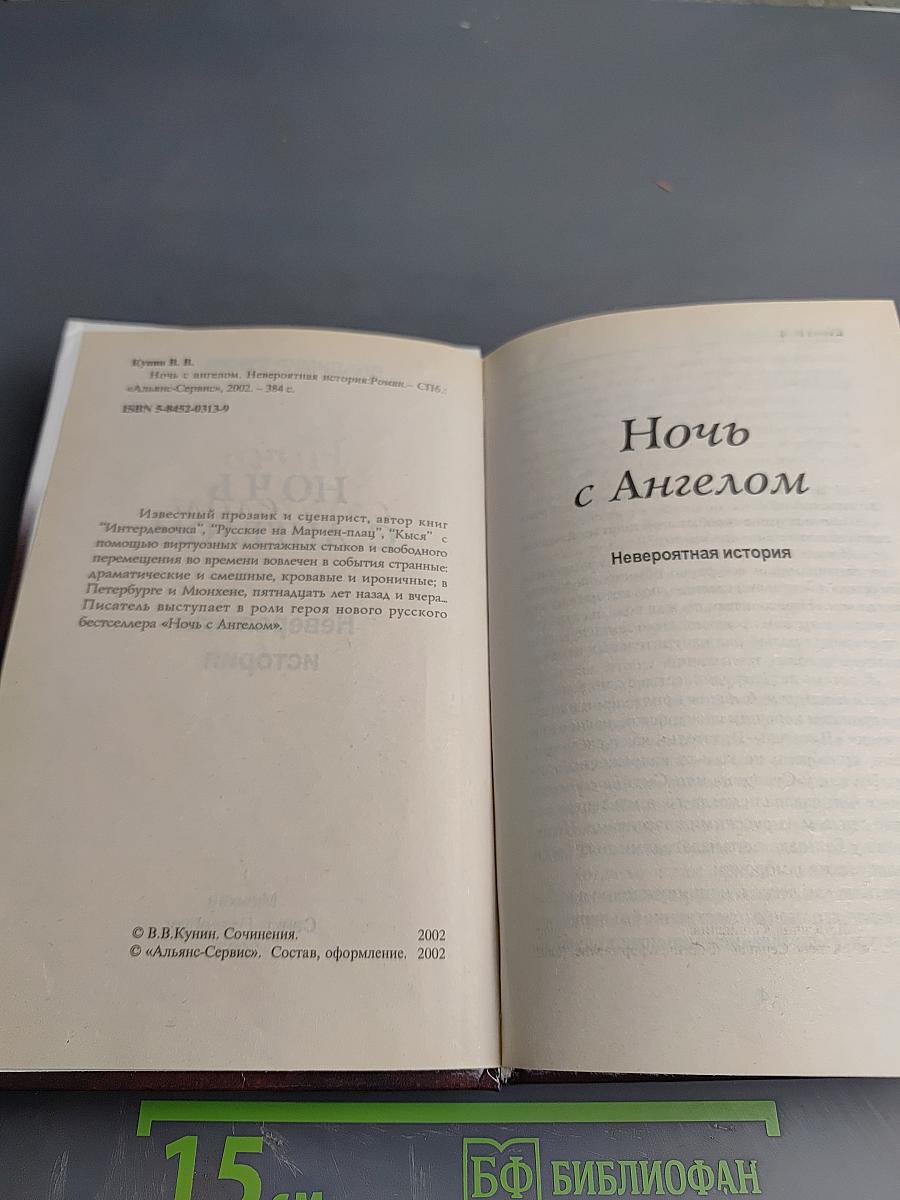 Кунин В. В.
Ночь с ангелом. Невероятная история:Роман.– СПб.:
«Альянс-Сервис», 2002. – 384 с.
ISBN 5-8452-0313-9
Известный прозаик и сценарист, автор книг
"Интердевочка", "Русские на Мариен-плац", "Кыся" с
помощью виртуозных монтажных стыков и свободного
перемещения во времени вовлечен в события странные;
драматические и смешные, кровавые и ироничные; в
Петербурге и Мюнхене, пятнадцать лет назад и вчера...
Писатель выступает в роли героя нового русского
бестселлера «Ночь с Ангелом».
© В.В.Кунин. Сочинения. 2002
© «Альянс-Сервис». Состав, оформление. 2002
Ночь
с Ангелом
Невероятная история
15 см
БФ БИБЛИОФАН